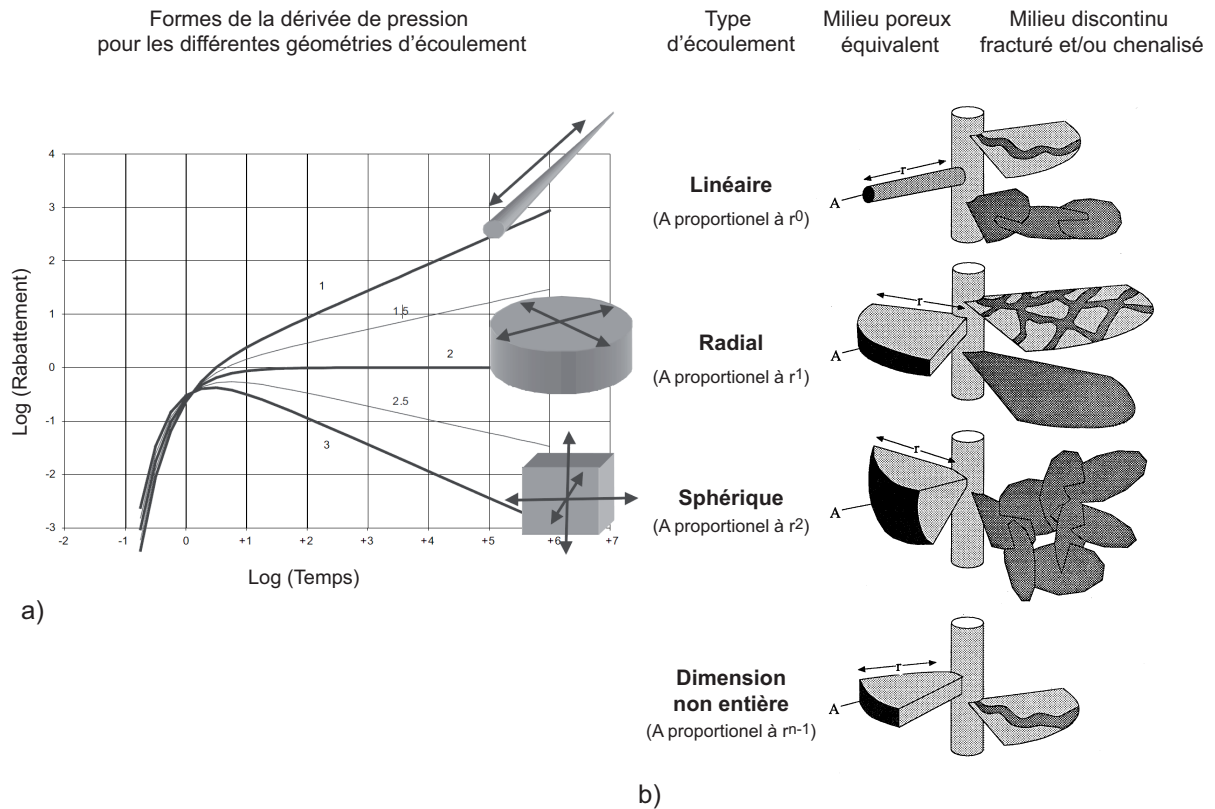 Formes de la dérivée de pression
pour les différentes géométries d'écoulement
4
3
2
1
0
-1
-2
-3
-2
-1
0
+1
+2
+3
+4
+5
+6
+7
1
1.5
2
2.5
3
Log (Rabattement)
Log (Temps)
a)
Type
d'écoulement
Milieu poreux
équivalent
Milieu discontinu
fracturé et/ou chenalisé
Linéaire
(A proportionel à r0)
r
A
Radial
(A proportionel à r1)
r
A
Sphérique
(A proportionel à r2)
r
A
Dimension
non entière
(A proportionel à rn-1)
r
A
b)